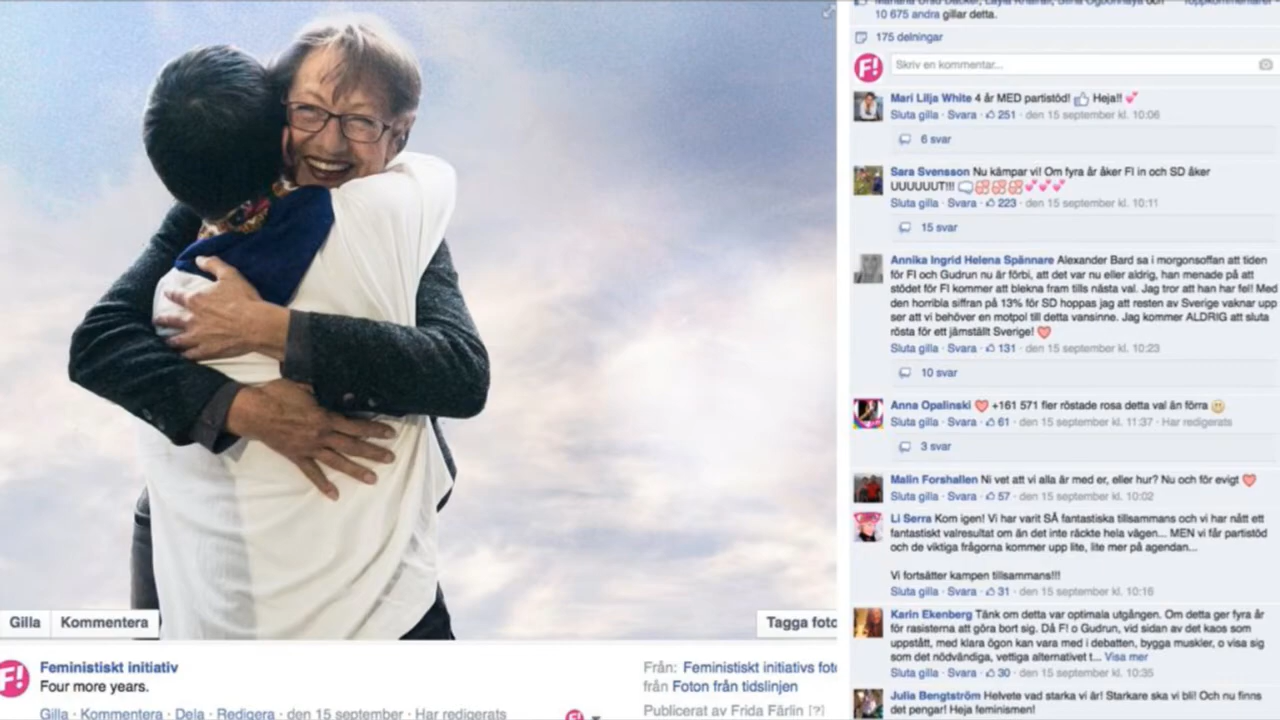 Gilla Kommentera
Tagga foto
F!
Feministiskt initiativ
Four more years.
Gilla · Kommentera · Dela · Redigera · den 15 september · Har redigerats
Från: Feministiskt initiativs foto
från Foton från tidslinjen
Publicerat av Frida Färlin [?]
10 675 andra gillar detta.
175 delningar
F!
Skriv en kommentar...
Mari Lilja White 4 år MED partistöd! 👍 Heja!! 💕
Sluta gilla · Svara · 251 · den 15 september kl. 10:06
6 svar
Sara Svensson Nu kämpar vi! Om fyra år åker FI in och SD åker
UUUUUUT!!!
Sluta gilla · Svara · 223 · den 15 september kl. 10:11
15 svar
Annika Ingrid Helena Spännare Alexander Bard sa i morgonsoffan att tiden
för FI och Gudrun nu är förbi, att det var nu eller aldrig, han menade på att
stödet för FI kommer att blekna fram tills nästa val. Jag tror att han har fel! Med
den horribla siffran på 13% för SD hoppas jag att resten av Sverige vaknar upp
ser att vi behöver en motpol till detta vansinne. Jag kommer ALDRIG att sluta
rösta för ett jämställt Sverige!
Sluta gilla · Svara · 131 · den 15 september kl. 10:23
10 svar
Anna Opalinski +161 571 fler röstade rosa detta val än förra
Sluta gilla · Svara · 61 · den 15 september kl. 11:37 · Har redigerats
3 svar
Malin Forshallen Ni vet att vi alla är med er, eller hur? Nu och för evigt
Sluta gilla · Svara · 57 · den 15 september kl. 10:02
Li Serra Kom igen! Vi har varit SÅ fantastiska tillsammans och vi har nått ett
fantastiskt valresultat om än det inte räckte hela vägen... MEN vi får partistöd
och de viktiga frågorna kommer upp lite, lite mer på agendan...
Vi fortsätter kampen tillsammans!!!
Sluta gilla · Svara · 31 · den 15 september kl. 10:16
Karin Ekenberg Tänk om detta var optimala utgången. Om detta ger fyra år
för rasisterna att göra bort sig. Då F! o Gudrun, vid sidan av det kaos som
uppstått, med klara ögon kan vara med i debatten, bygga muskler, o visa sig
som det nödvändiga, vettiga alternativet t... Visa mer
Sluta gilla · Svara · 30 · den 15 september kl. 10:35
Julia Bengtström Helvete vad starka vi är! Starkare ska vi bli! Och nu finns
det pengar! Heja feminismen!